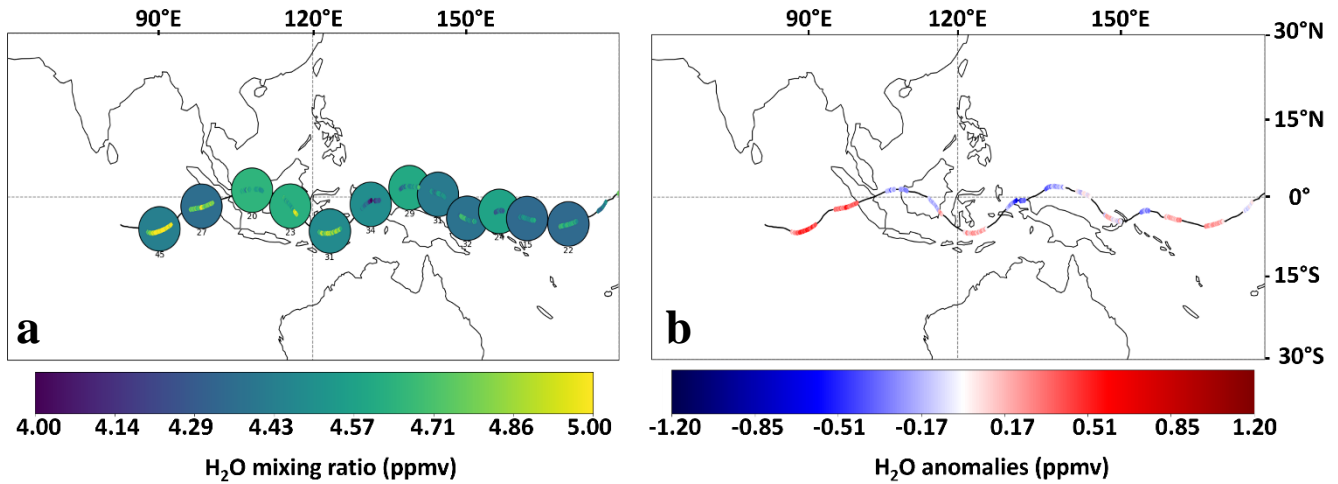 90°E 120°E 150°E 90°E 120°E 150°E
30°N
15°N
0°
15°S
30°S
45 27 20 23 31 34 29 31 32 24 15 22
a b
4.00 4.14 4.29 4.43 4.57 4.71 4.86 5.00
-1.20 -0.85 -0.51 -0.17 0.17 0.51 0.85 1.20
H₂O mixing ratio (ppmv) H₂O anomalies (ppmv)